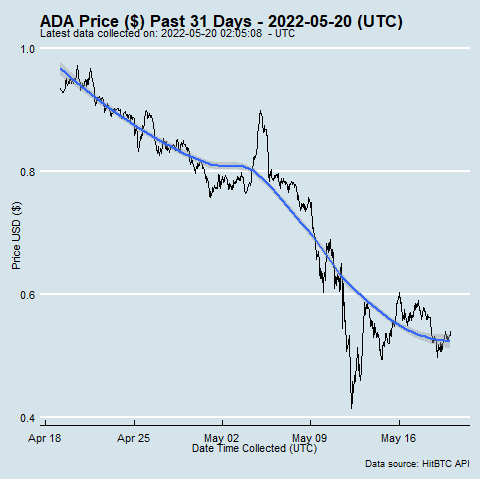 ADA Price ($) Past 31 Days - 2022-05-20 (UTC)
Latest data collected on: 2022-05-20 02:05:08 - UTC
1.0
0.8
0.6
0.4
Price USD ($)
Apr 18 Apr 25 May 02 May 09 May 16
Date Time Collected (UTC)
Data source: HitBTC API